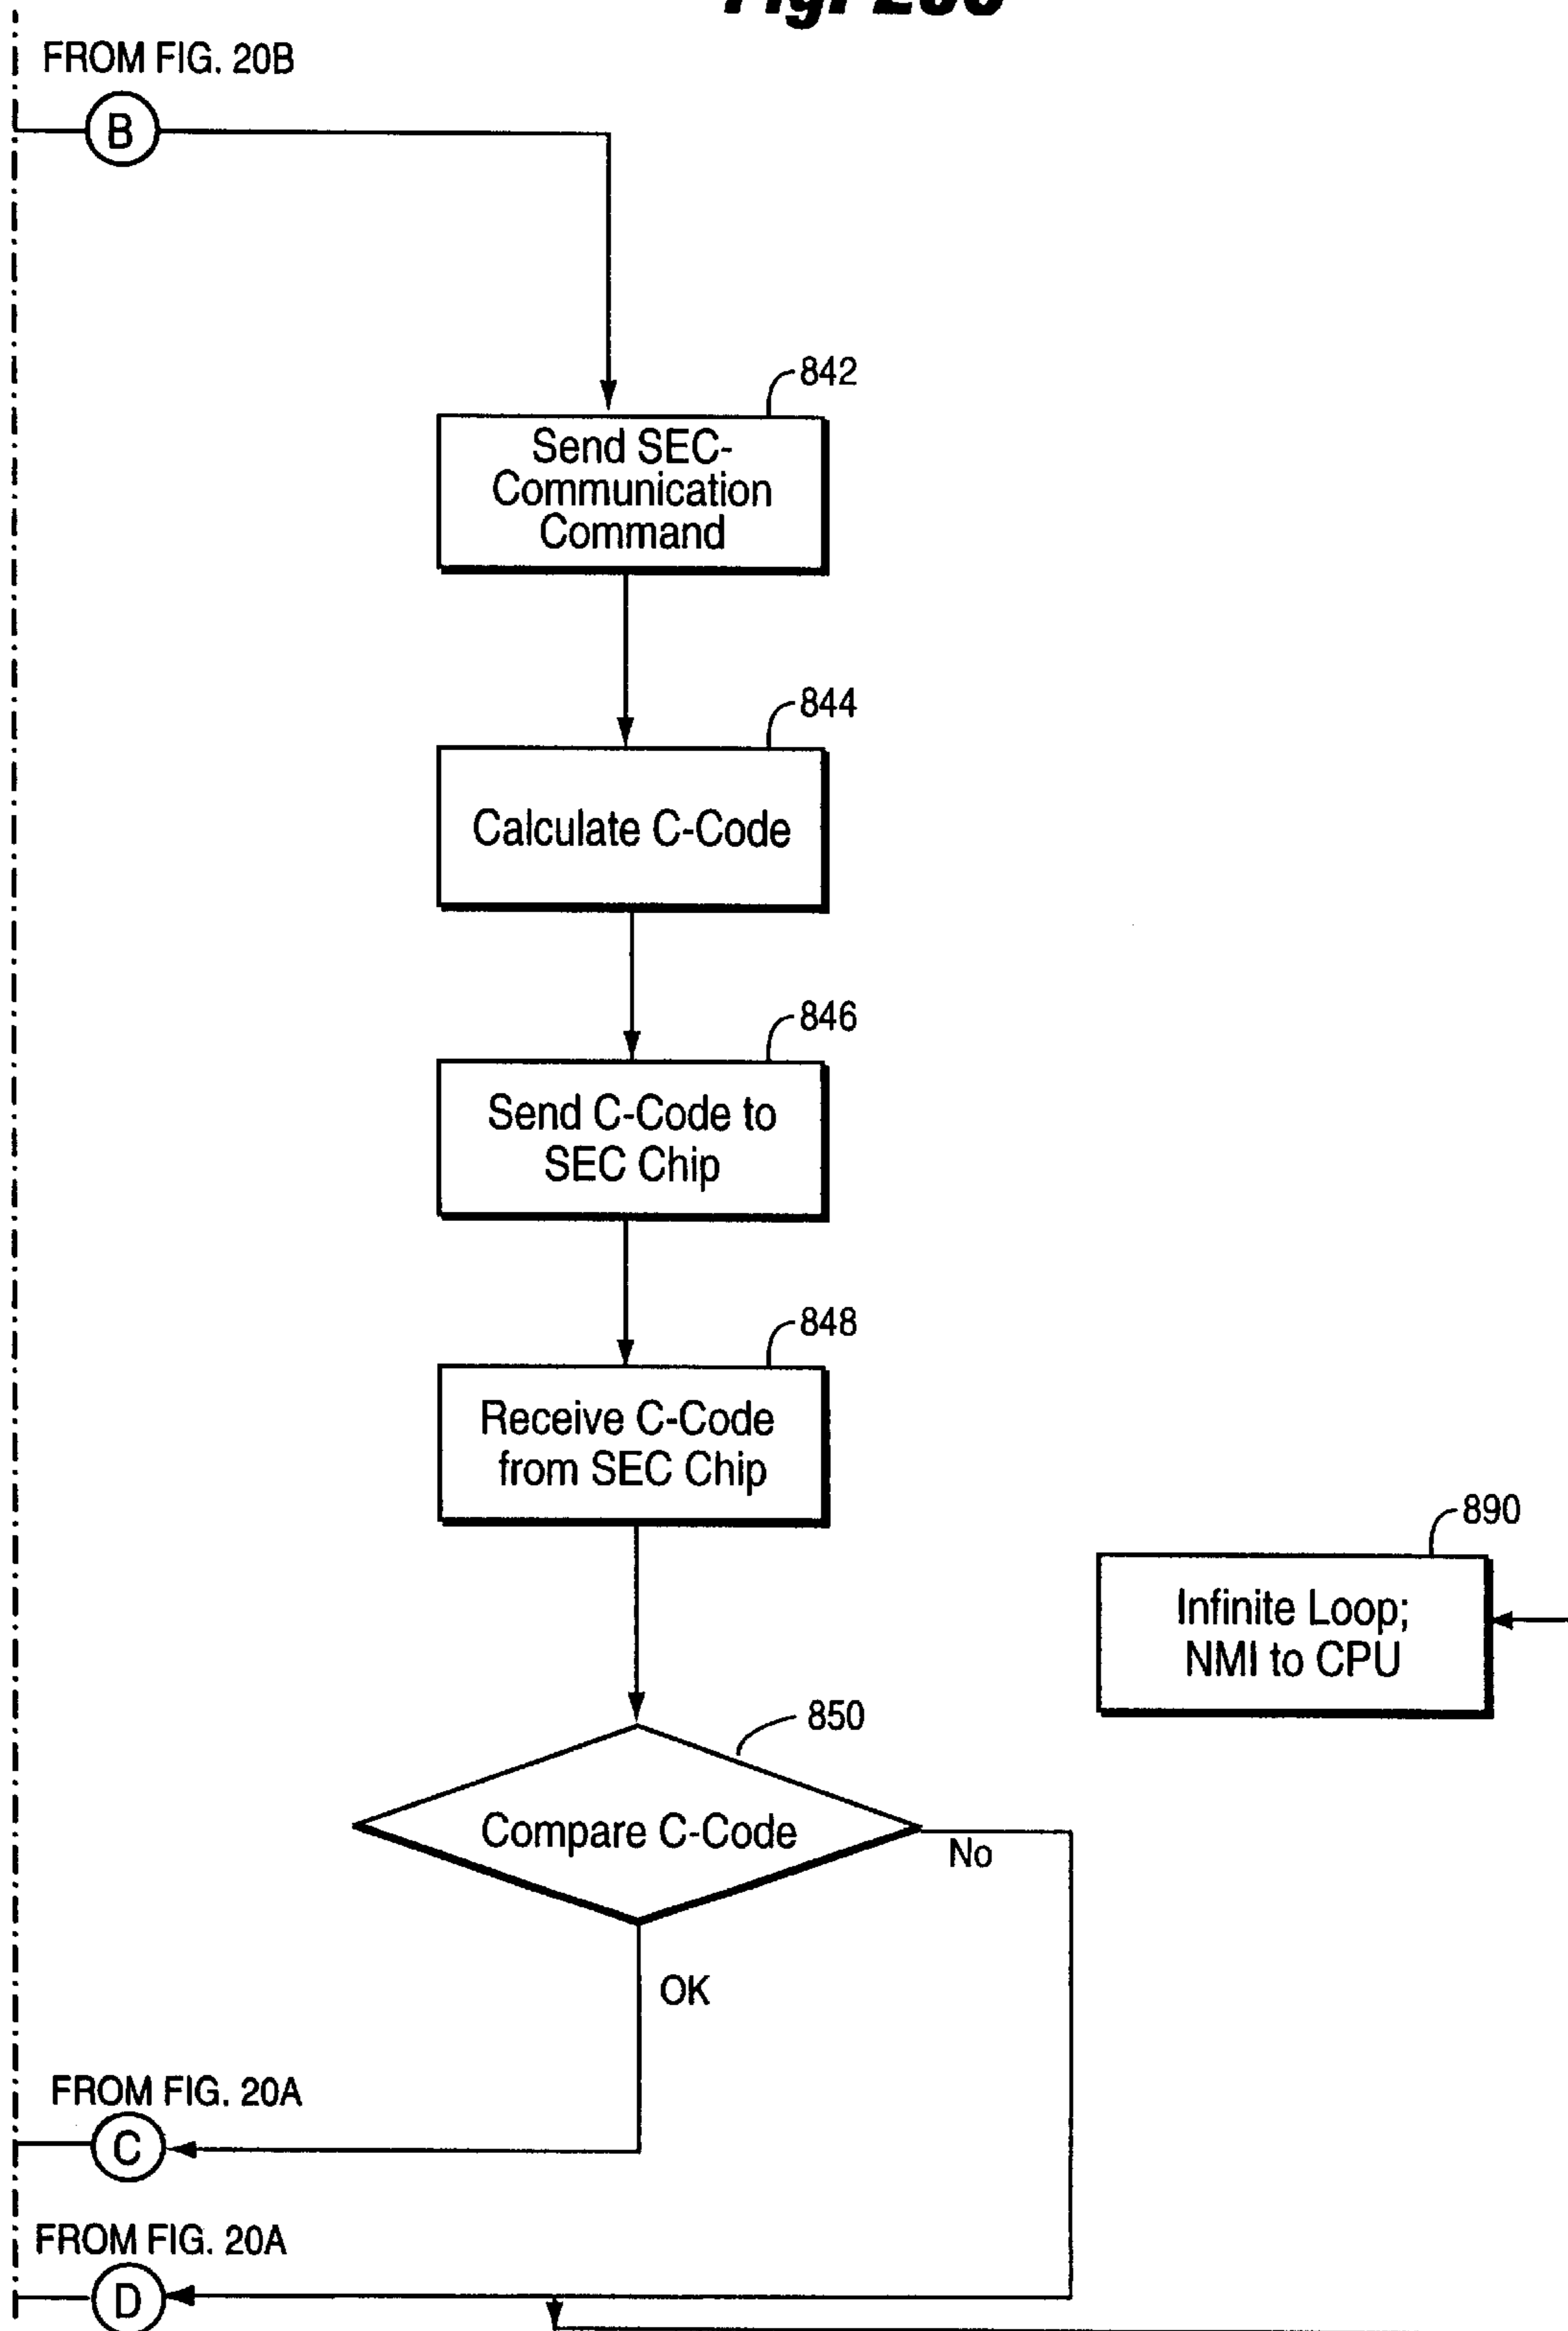 FROM FIG. 20B
B
842
Send SEC-
Communication
Command
844
Calculate C-Code
846
Send C-Code to
SEC Chip
848
Receive C-Code
from SEC Chip
890
Infinite Loop;
NMI to CPU
850
Compare C-Code
No
OK
FROM FIG. 20A
C
FROM FIG. 20A
D